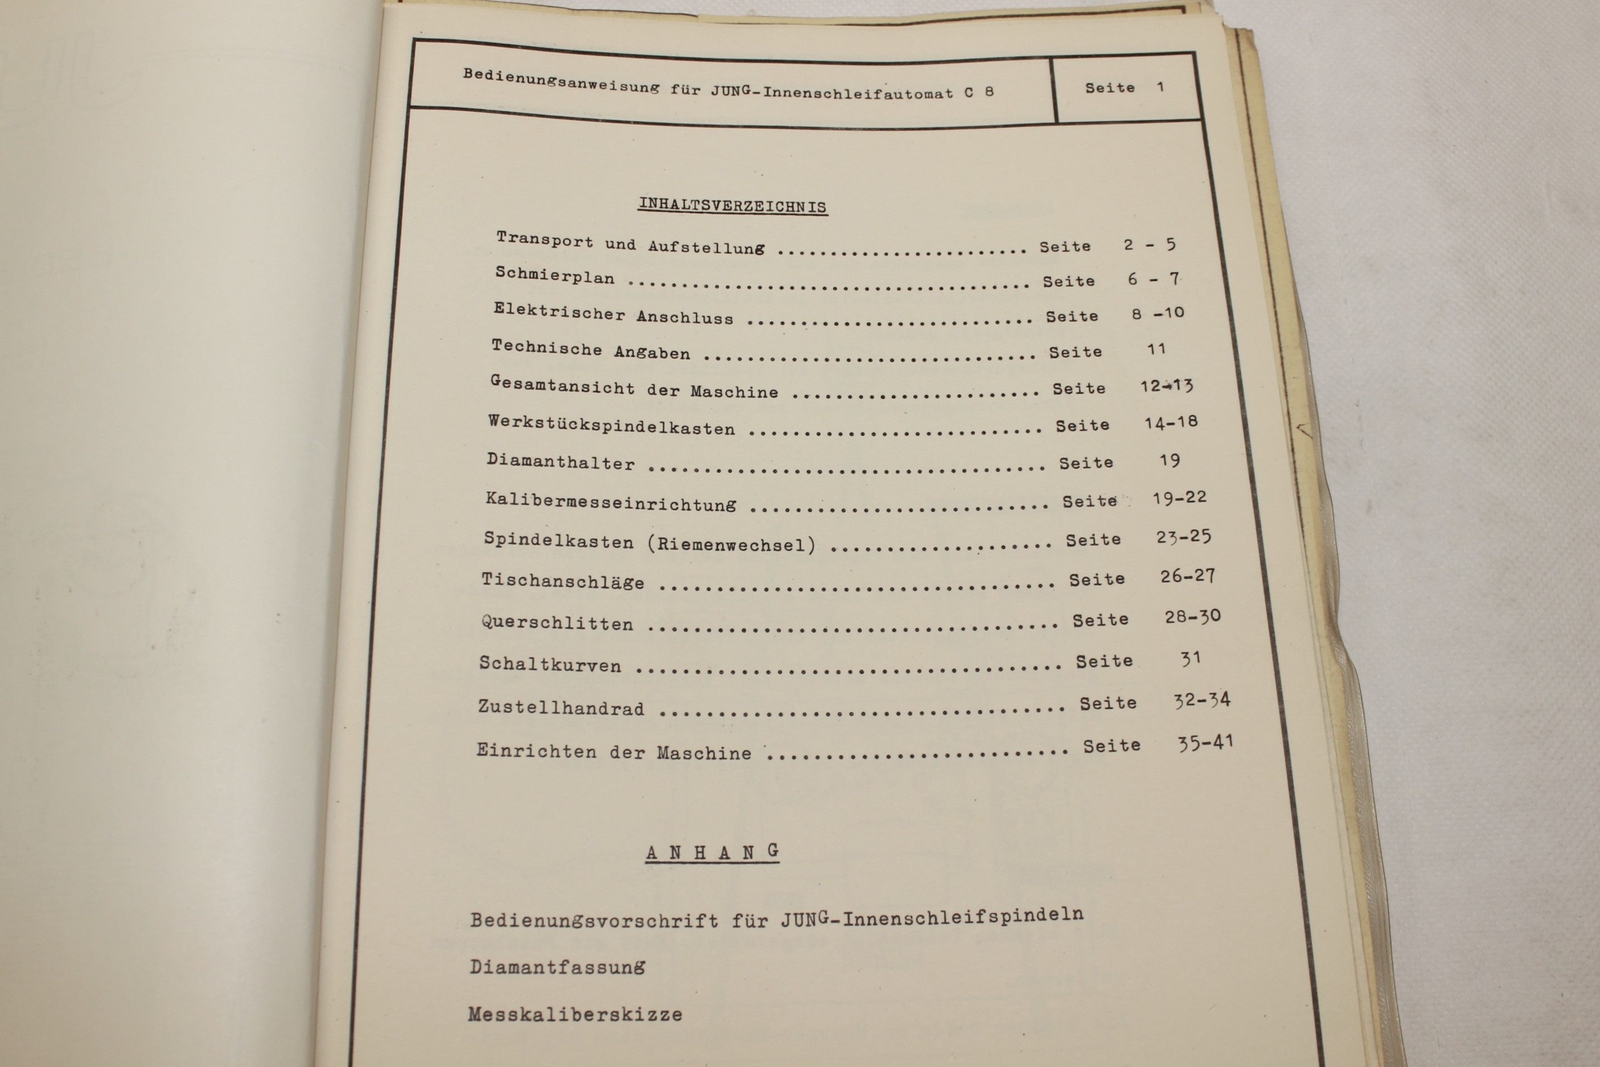 Bedienungsanweisung für JUNG-Innenschleifautomat C 8
Seite 1
INHALTSVERZEICHNIS
Transport und Aufstellung ........................ Seite 2 - 5
Schmierplan ...................................... Seite 6 - 7
Elektrischer Anschluss ........................... Seite 8 -10
Technische Angaben ............................... Seite 11
Gesamtansicht der Maschine ....................... Seite 12-13
Werkstückspindelkasten ........................... Seite 14-18
Diamanthalter .................................... Seite 19
Kalibermesseinrichtung ........................... Seite 19-22
Spindelkasten (Riemenwechsel) .................... Seite 23-25
Tischanschläge ................................... Seite 26-27
Querschlitten .................................... Seite 28-30
Schaltkurven ..................................... Seite 31
Zustellhandrad ................................... Seite 32-34
Einrichten der Maschine .......................... Seite 35-41
A N H A N G
Bedienungsvorschrift für JUNG-Innenschleifspindeln
Diamantfassung
Messkaliberskizze